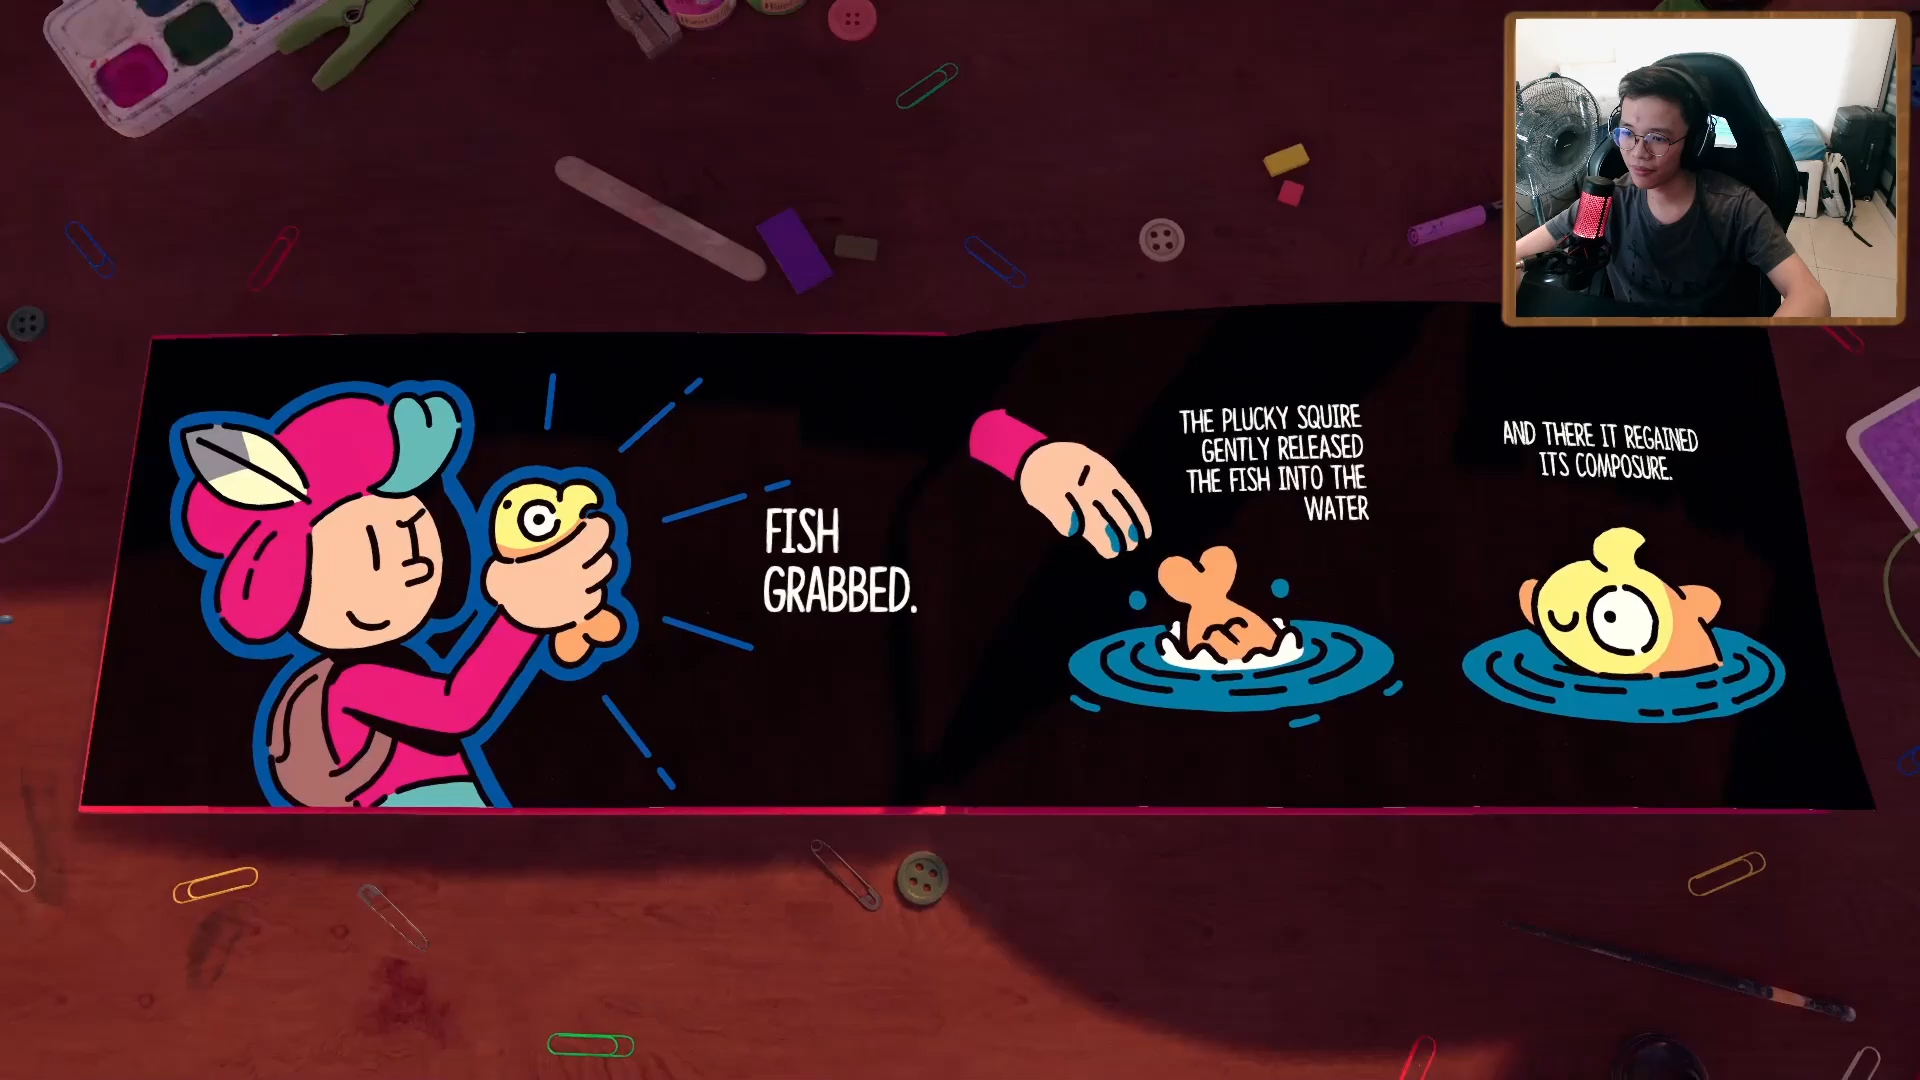 FISH
GRABBED.
THE PLUCKY SQUIRE
GENTLY RELEASED
THE FISH INTO THE
WATER
AND THERE IT REGAINED
ITS COMPOSURE.